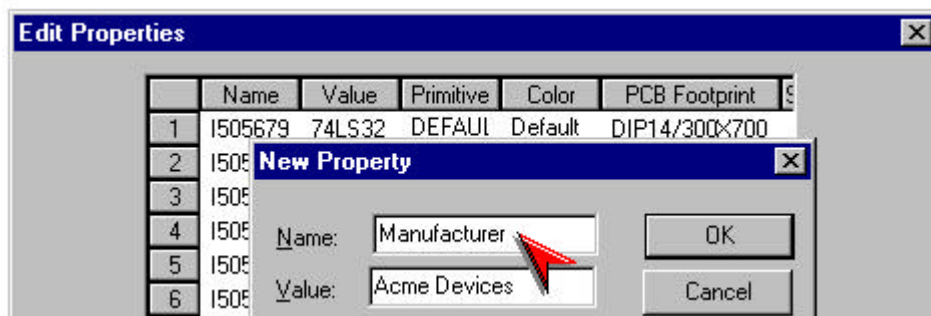 Edit Properties
Name Value Primitive Color PCB Footprint S
1 I505679 74LS32 DEFAUL Default DIP14/300X700
2 I505
New Property
3 I505
4 I505
Name: Manufacturer OK
5 I505
6 I505
Value: Acme Devices Cancel